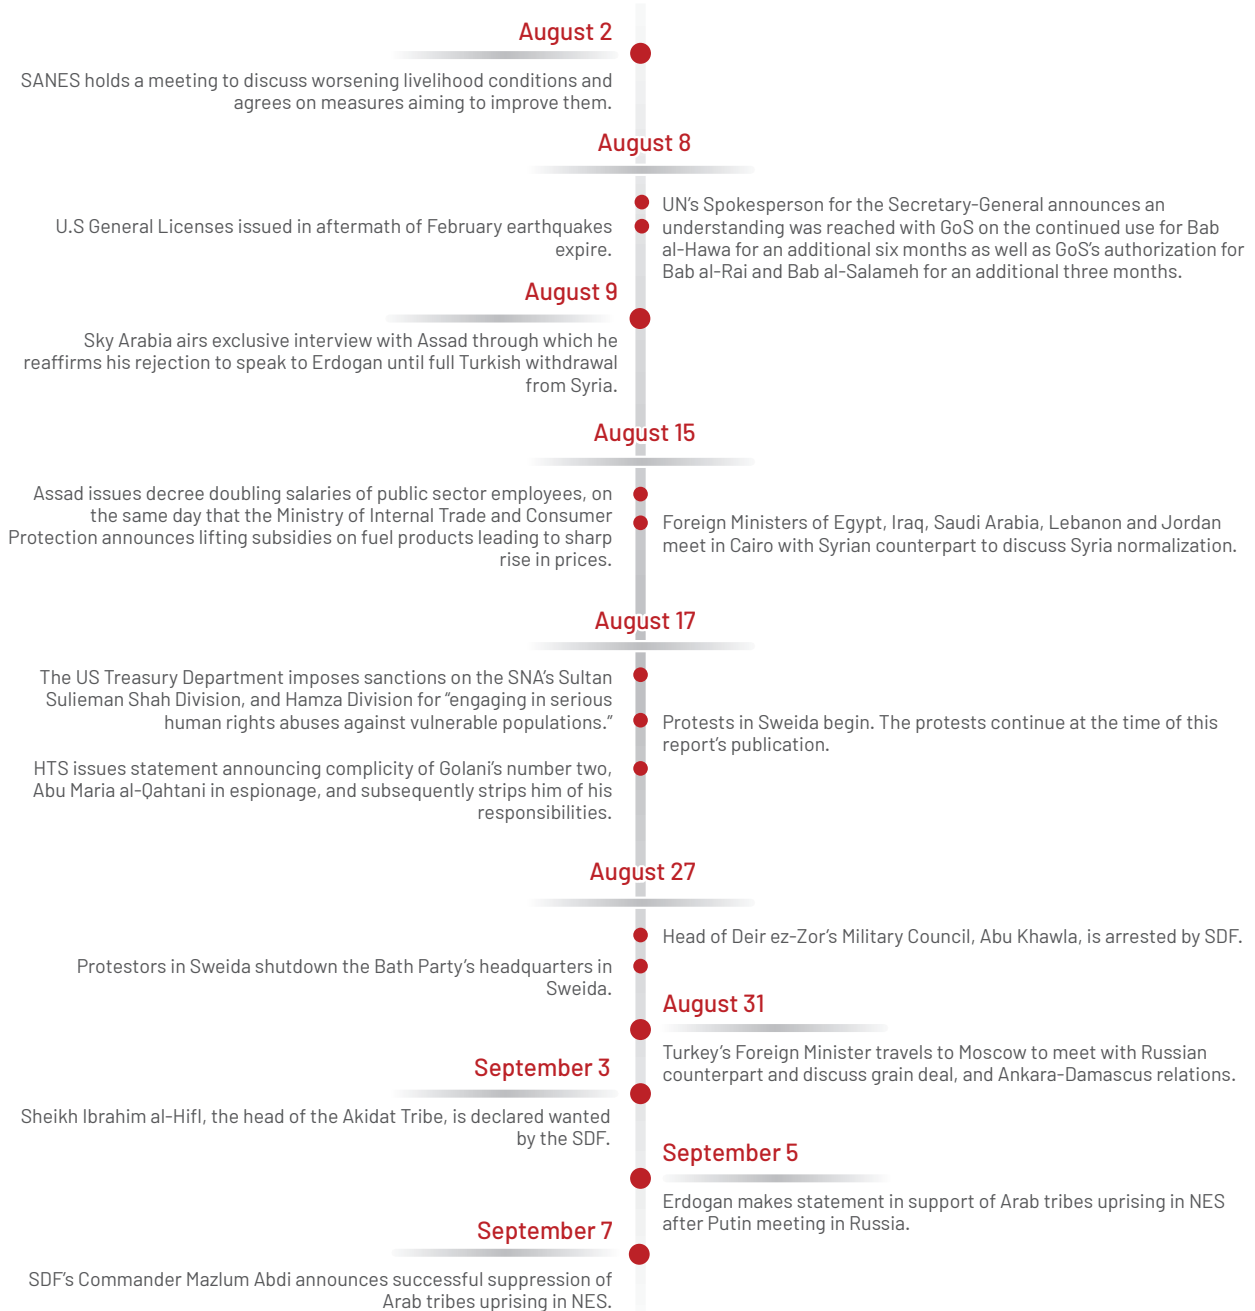 August 2
SANES holds a meeting to discuss worsening livelihood conditions and
agrees on measures aiming to improve them.
August 8
U.S General Licenses issued in aftermath of February earthquakes
expire.
UN's Spokesperson for the Secretary-General announces an
understanding was reached with GoS on the continued use for Bab
al-Hawa for an additional six months as well as GoS's authorization for
Bab al-Rai and Bab al-Salameh for an additional three months.
August 9
Sky Arabia airs exclusive interview with Assad through which he
reaffirms his rejection to speak to Erdogan until full Turkish withdrawal
from Syria.
August 15
Assad issues decree doubling salaries of public sector employees, on
the same day that the Ministry of Internal Trade and Consumer
Protection announces lifting subsidies on fuel products leading to sharp
rise in prices.
Foreign Ministers of Egypt, Iraq, Saudi Arabia, Lebanon and Jordan
meet in Cairo with Syrian counterpart to discuss Syria normalization.
August 17
The US Treasury Department imposes sanctions on the SNA's Sultan
Sulieman Shah Division, and Hamza Division for “engaging in serious
human rights abuses against vulnerable populations.”
Protests in Sweida begin. The protests continue at the time of this
report's publication.
HTS issues statement announcing complicity of Golani's number two,
Abu Maria al-Qahtani in espionage, and subsequently strips him of his
responsibilities.
August 27
Head of Deir ez-Zor's Military Council, Abu Khawla, is arrested by SDF.
Protestors in Sweida shutdown the Bath Party's headquarters in
Sweida.
August 31
Turkey's Foreign Minister travels to Moscow to meet with Russian
counterpart and discuss grain deal, and Ankara-Damascus relations.
September 3
Sheikh Ibrahim al-Hifl, the head of the Akidat Tribe, is declared wanted
by the SDF.
September 5
Erdogan makes statement in support of Arab tribes uprising in NES
after Putin meeting in Russia.
September 7
SDF's Commander Mazlum Abdi announces successful suppression of
Arab tribes uprising in NES.